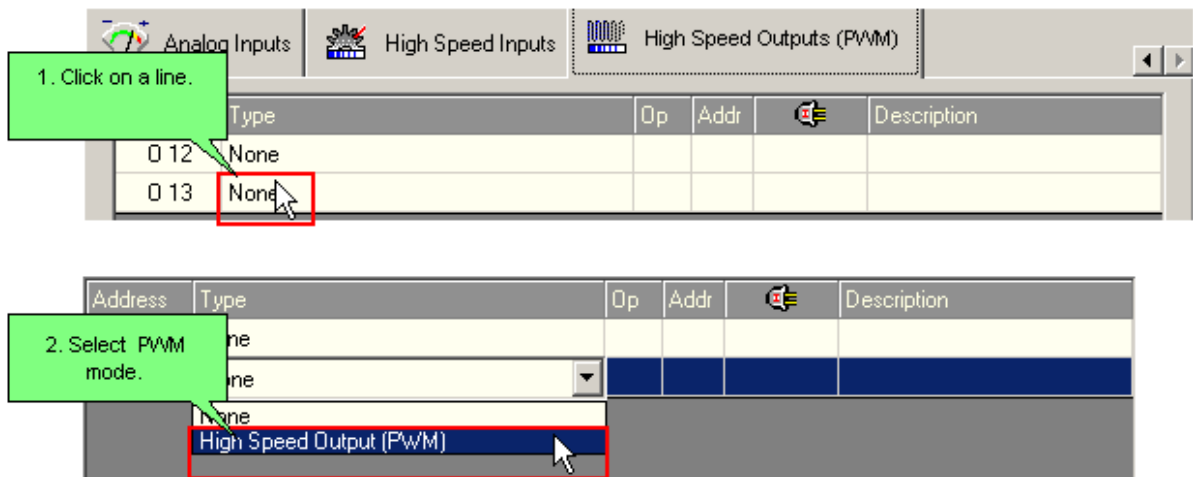 Analog Inputs High Speed Inputs High Speed Outputs (PWM)
1. Click on a line.
Type Op Addr Description
O 12 None
O 13 None
Address Type Op Addr Description
2. Select PWM
mode.
None
High Speed Output (PWM)